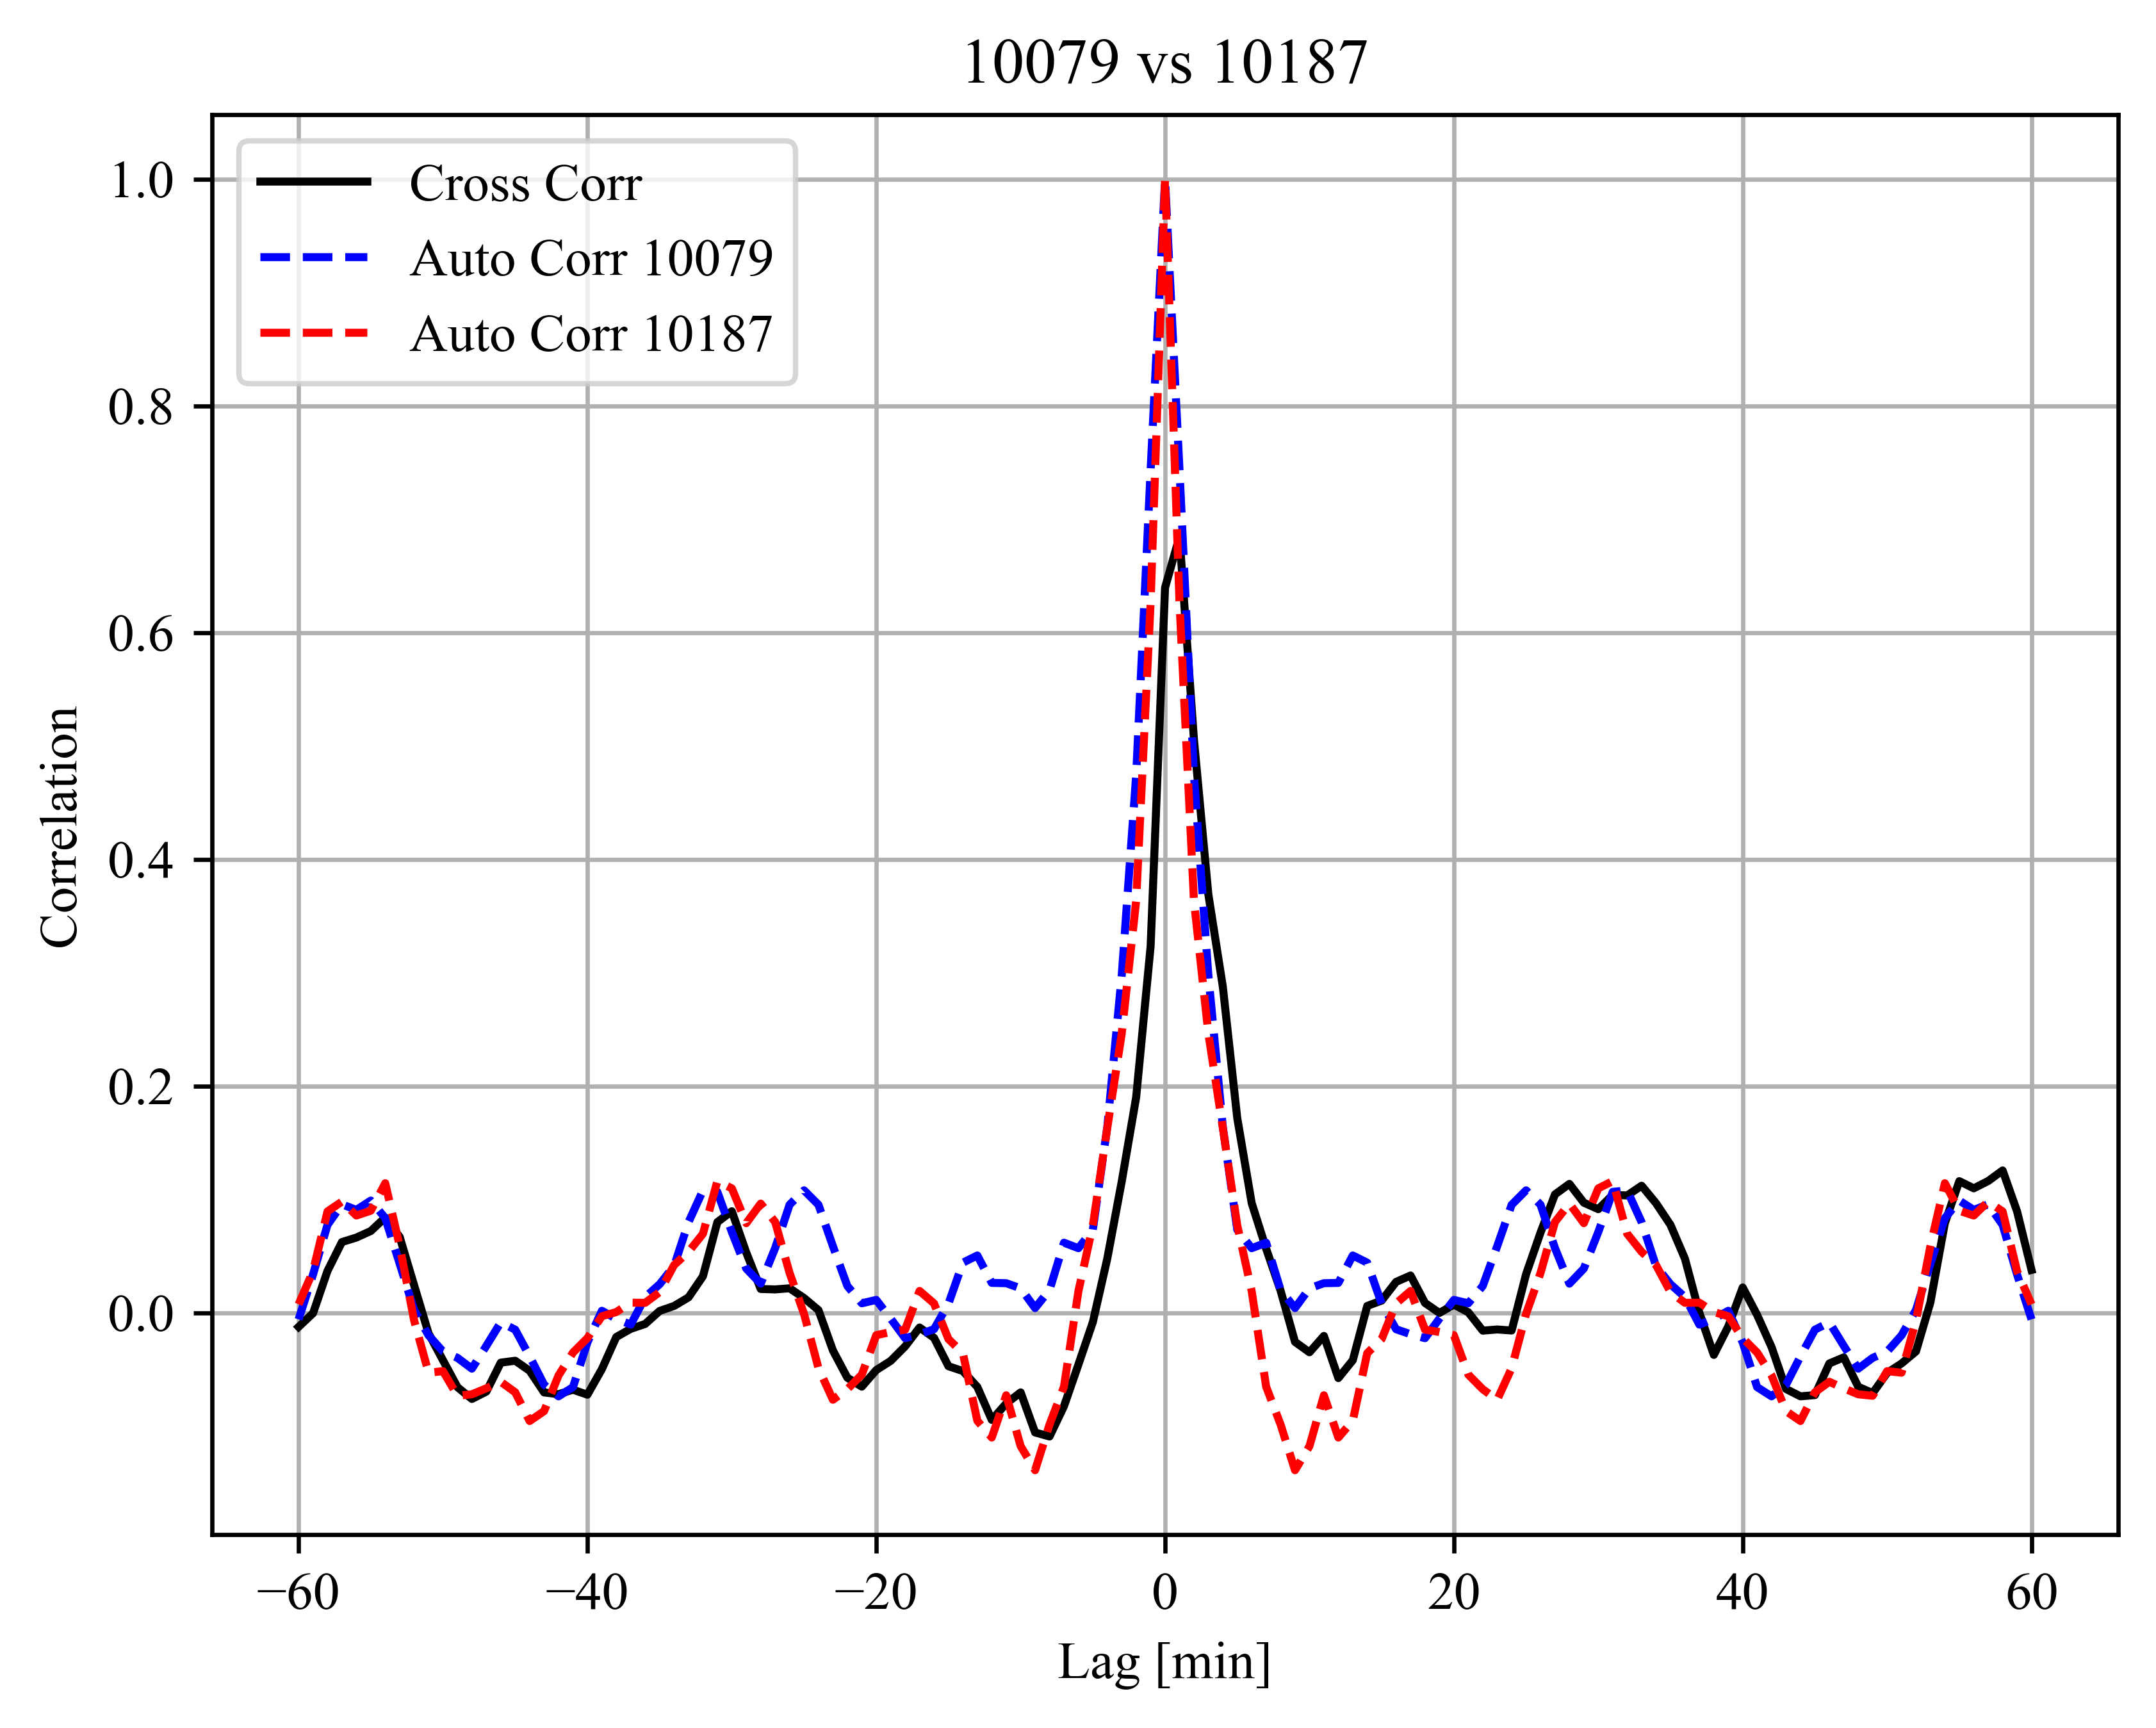 10079 vs 10187
Cross Corr
Auto Corr 10079
Auto Corr 10187
1.0
0.8
0.6
0.4
0.2
0.0
Correlation
−60
−40
−20
0
20
40
60
Lag [min]